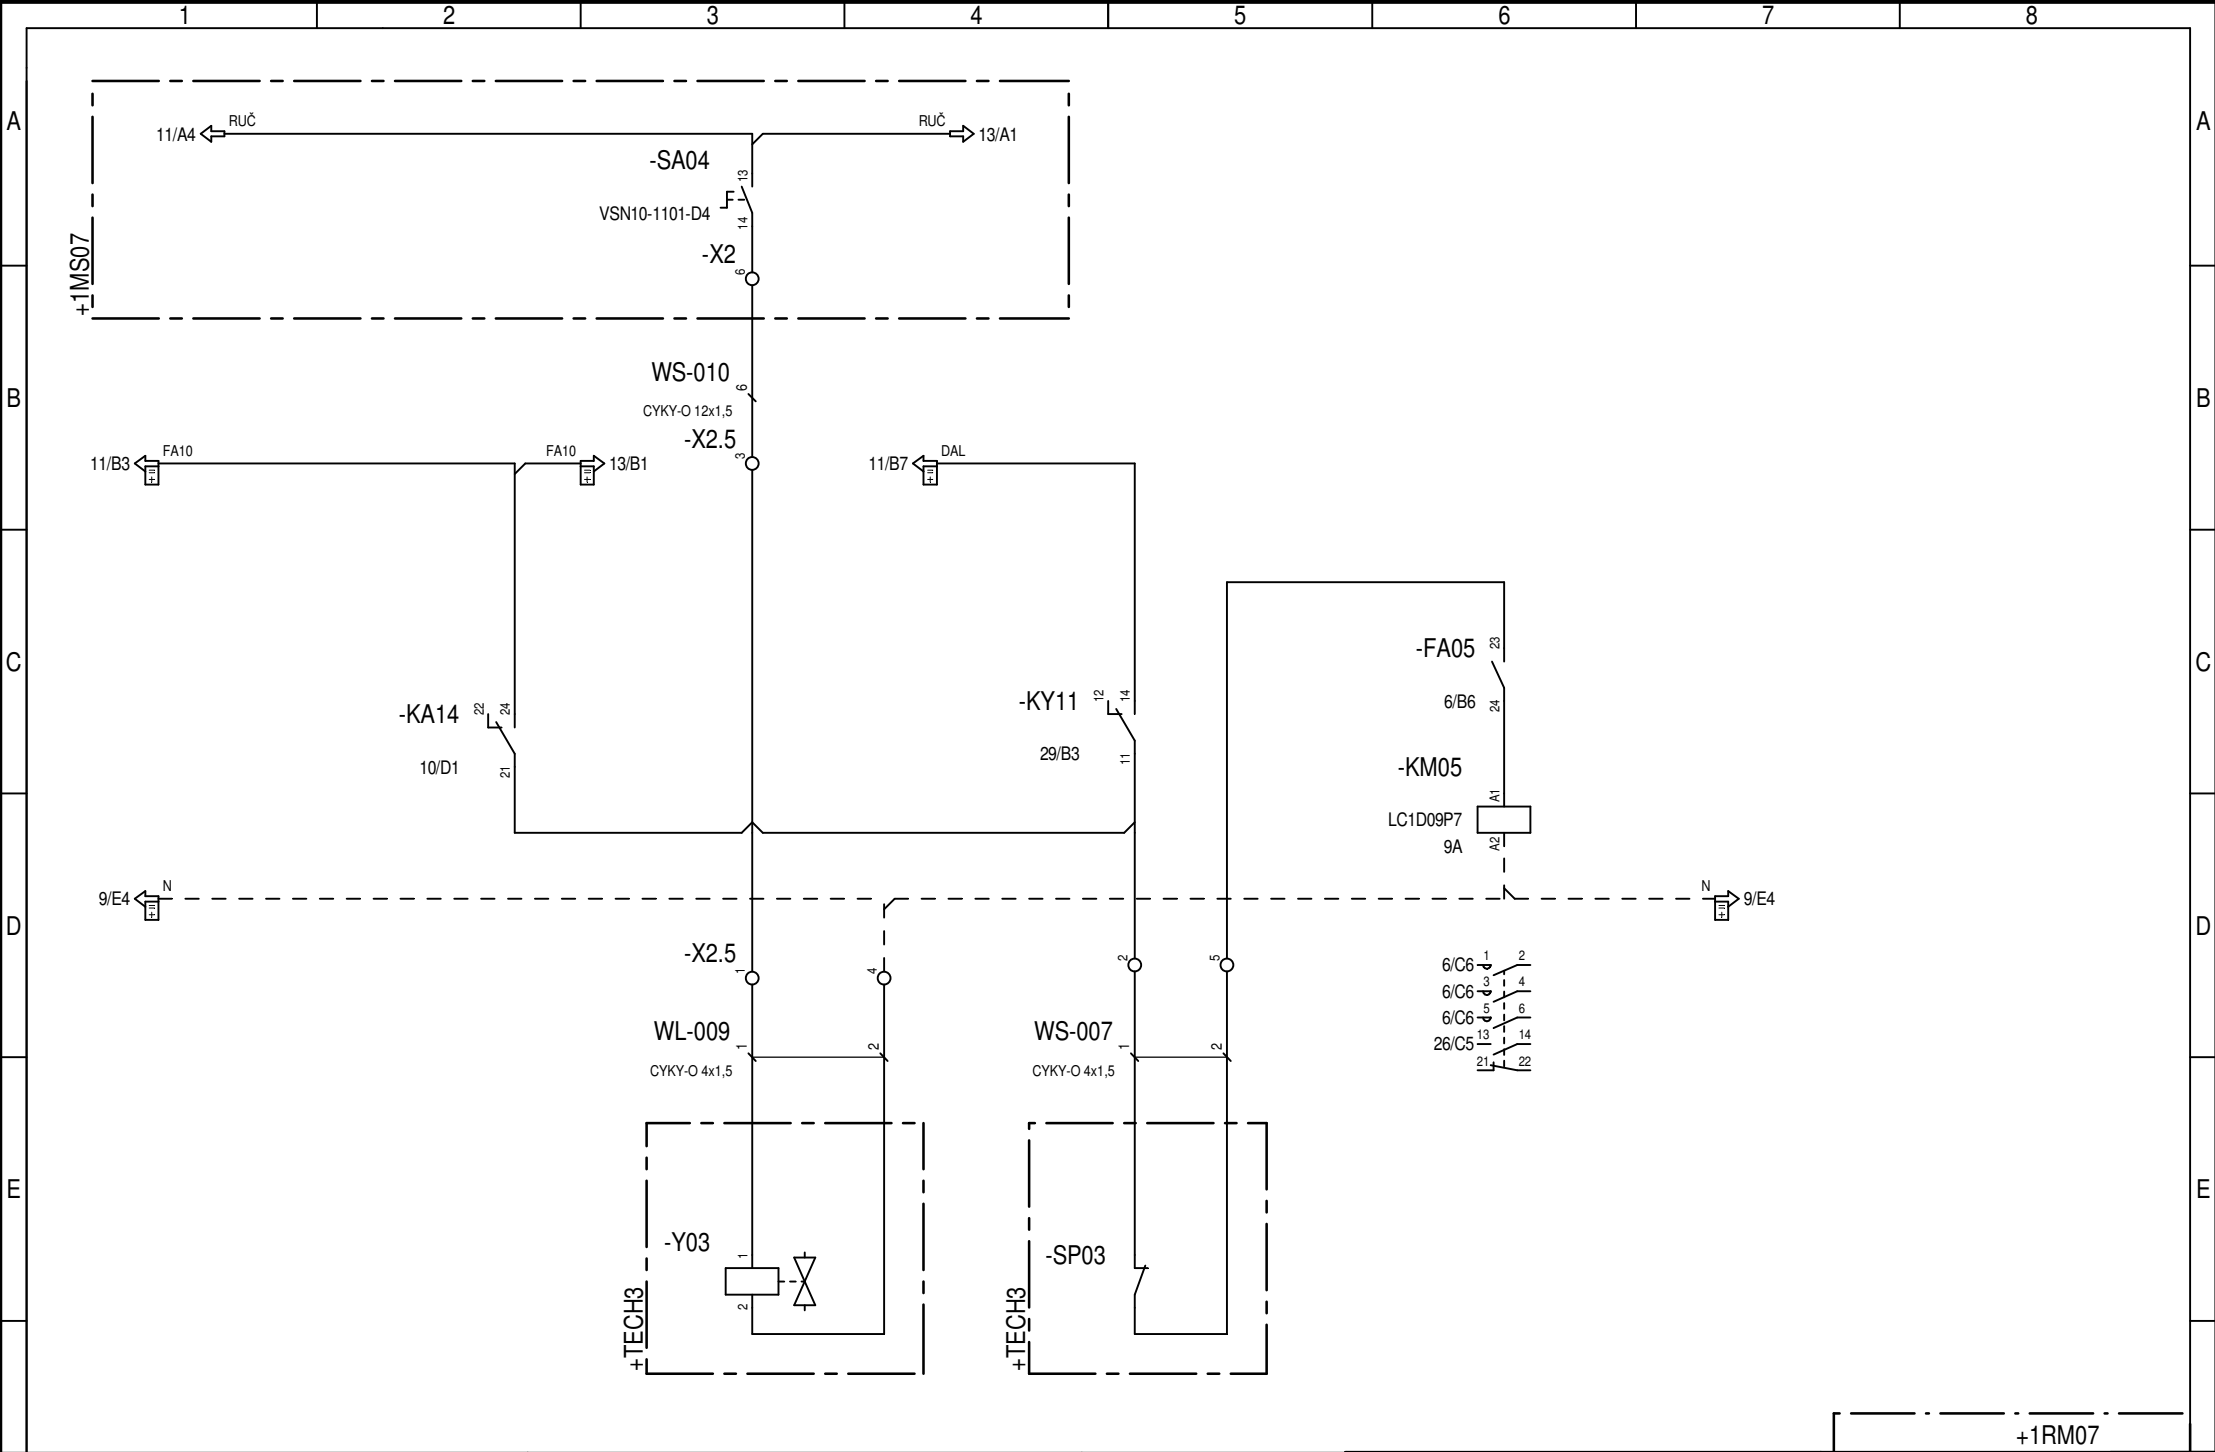 1 2 3 4 5 6 7 8
A A
11/A4 RUČ RUČ 13/A1
-SA04 13
VSN10-1101-D4 14
-X2 6
+1MS07
B B
WS-010 6
CYKY-O 12x1,5
-X2.5 3
11/B3 FA10 FA10 13/B1 11/B7 DAL
= + = + = +
C C
-FA05 23
6/B6 24
-KA14 22 24
10/D1 21
-KY11 12 14
29/B3 11
-KM05 A1
LC1D09P7
9A A2
9/E4 N N 9/E4
= + = +
D D
-X2.5 1 4 2 5
6/C6 1 2
6/C6 3 4
6/C6 5 6
26/C5 13 14
21 22
WL-009 1 2
CYKY-O 4x1,5
WS-007 1 2
CYKY-O 4x1,5
E E
-Y03 1
2
+TECH3
-SP03
+TECH3
+1RM07